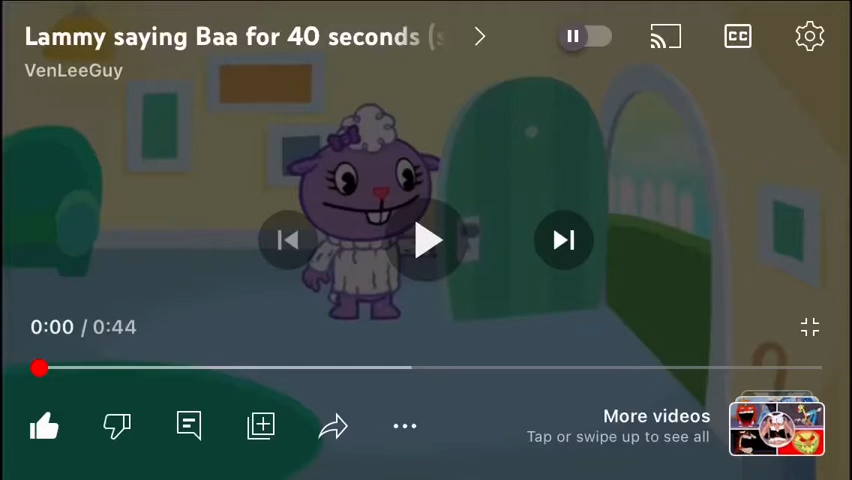 Lammy saying Baa for 40 seconds (s
VenLeeGuy
CC
0:00 / 0:44
More videos
Tap or swipe up to see all